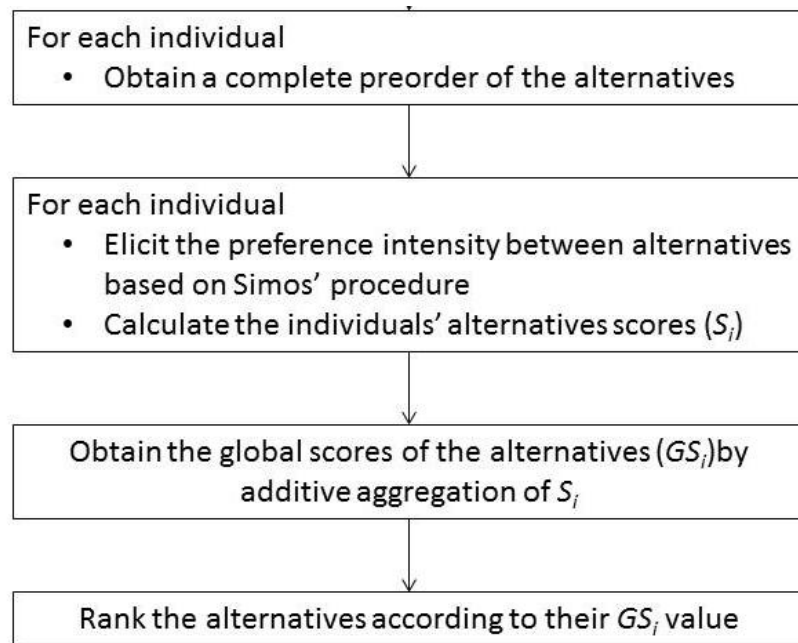 For each individual
• Obtain a complete preorder of the alternatives
For each individual
• Elicit the preference intensity between alternatives
based on Simos’ procedure
• Calculate the individuals’ alternatives scores (Si)
Obtain the global scores of the alternatives (GSi)by
additive aggregation of Si
Rank the alternatives according to their GSi value